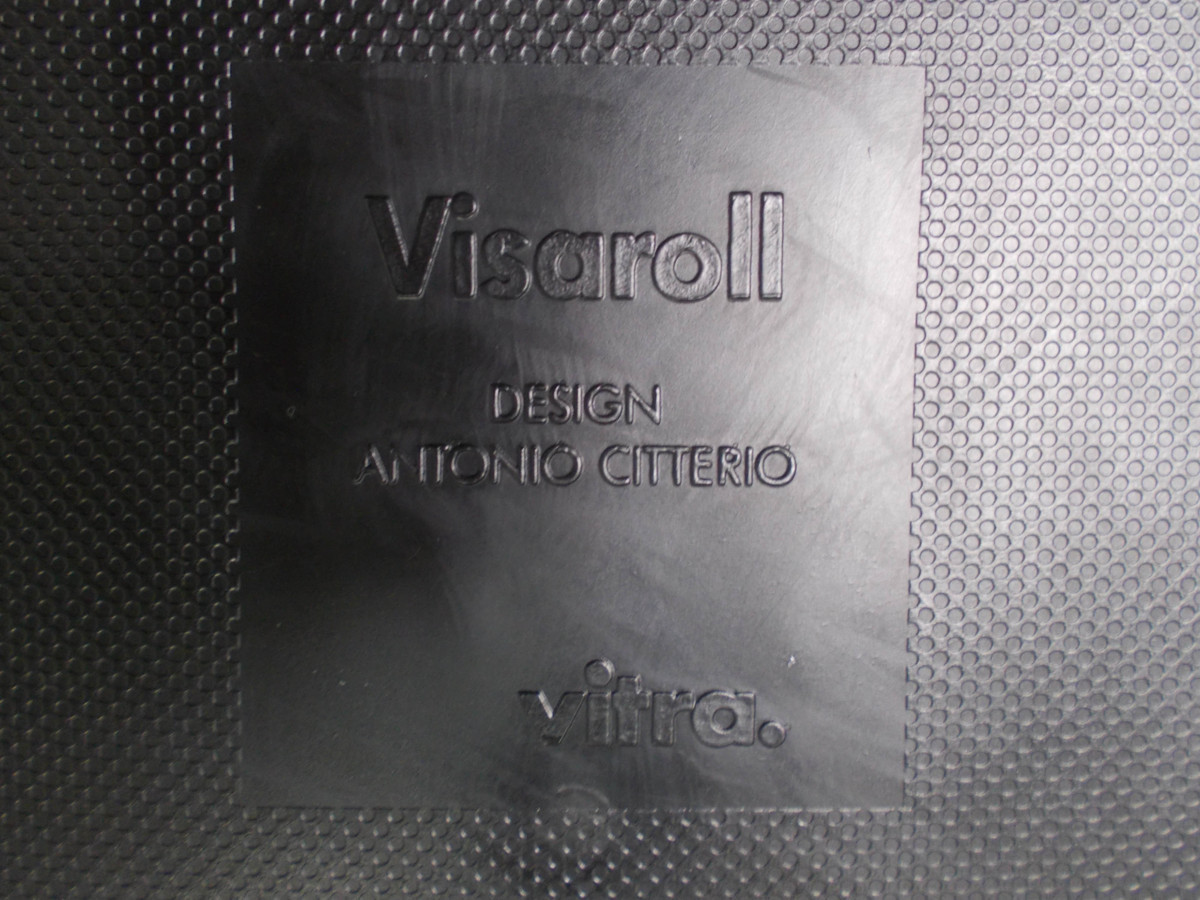 Visaroll
DESIGN
ANTONIO CITTERIO
vitra.